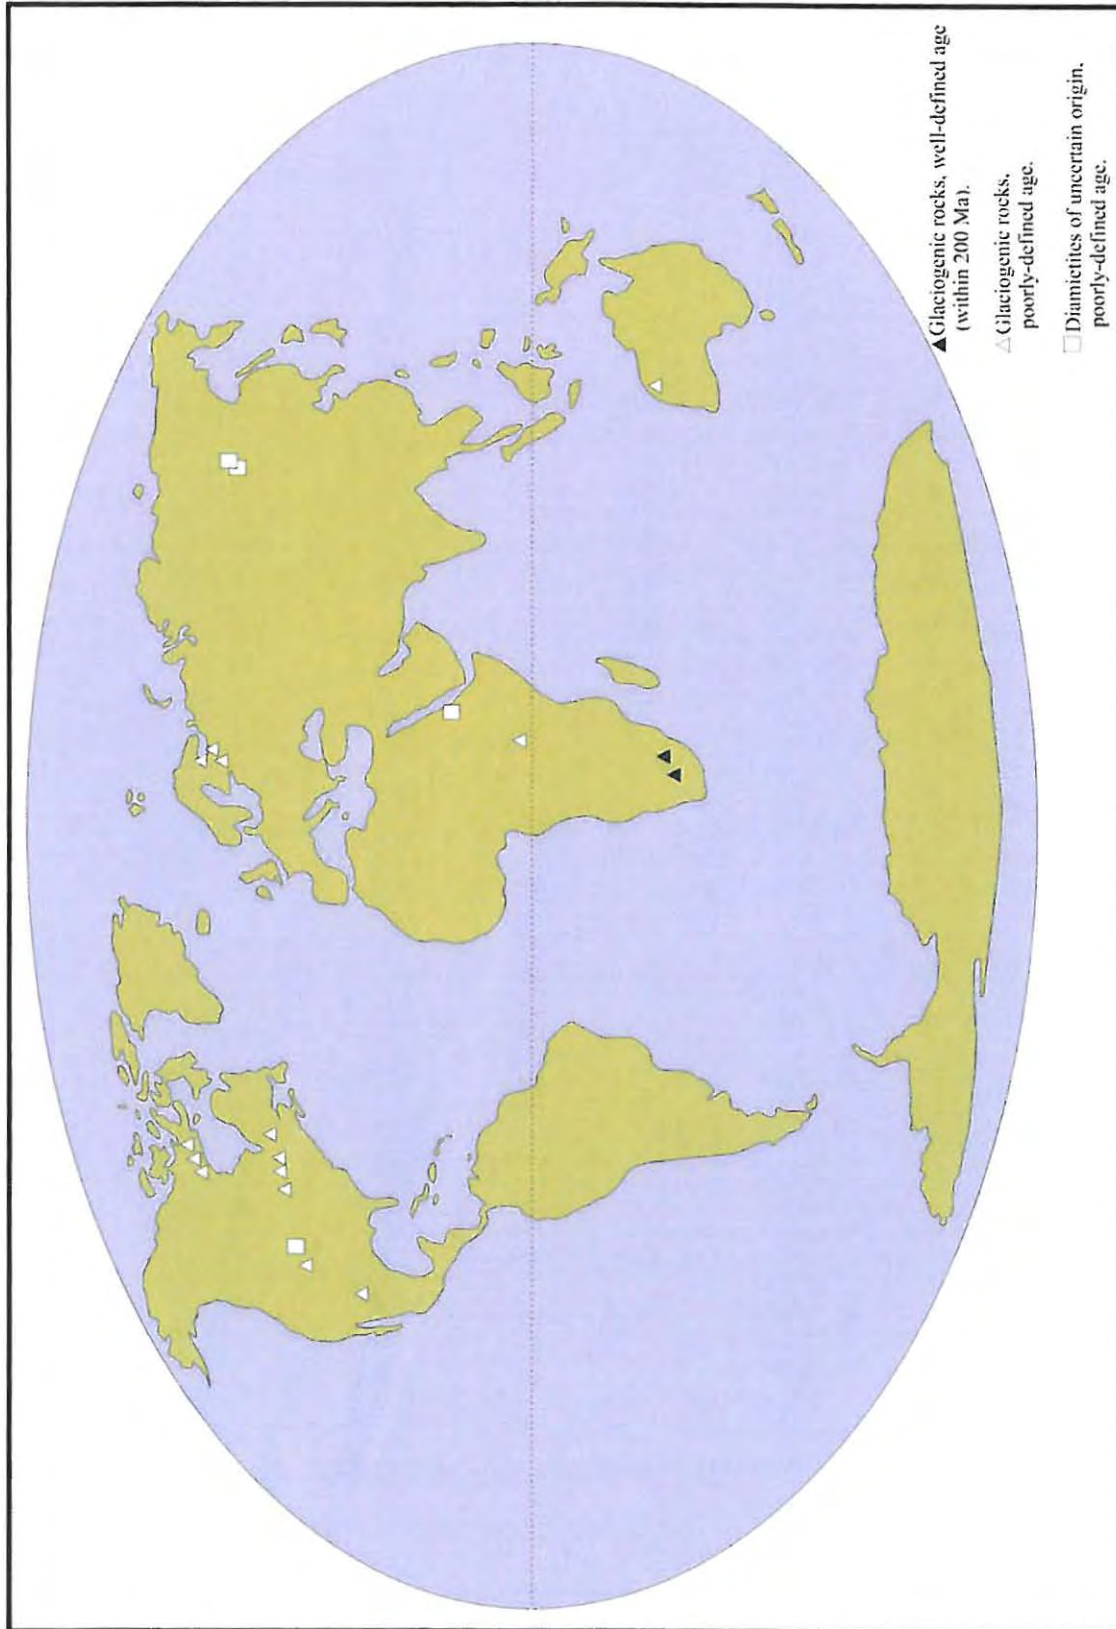 ▲Glaciogenic rocks, well-defined age
(within 200 Ma).
△Glaciogenic rocks,
poorly-defined age.
□Diamictites of uncertain origin,
poorly-defined age.